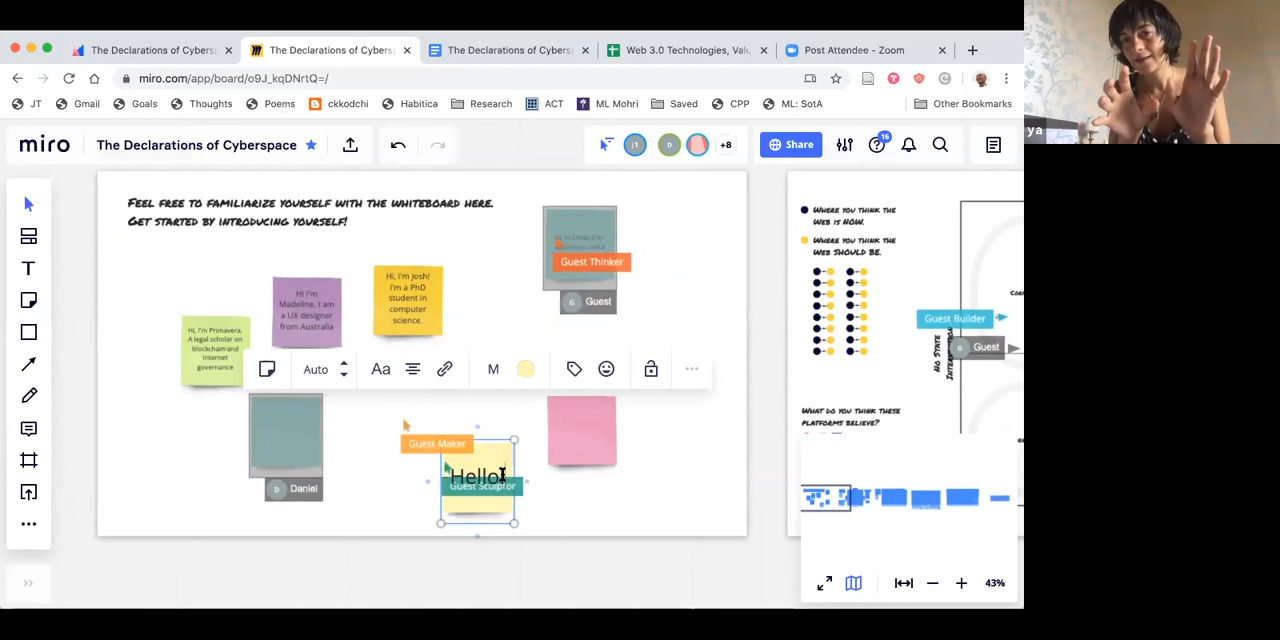 The Declarations of Cybers
The Declarations of Cybers
The Declarations of Cybers
Web 3.0 Technologies, Valu
Post Attendee - Zoom
miro.com/app/board/o9J_kqDNrtQ=/
JT
Gmail
Goals
Thoughts
Poems
ckkodchi
Habitica
Research
ACT
ML Mohri
Saved
CPP
ML: SotA
Other Bookmarks
ya
miro
The Declarations of Cyberspace
JT
D
+8
Share
16
Feel free to familiarize yourself with the whiteboard here.
Get started by introducing yourself!
Guest Thinker
G Guest
Hi, I'm Josh!
I'm a PhD
student in
computer
science.
Hi I'm
Madeline, I am
a UX designer
from Australia
Hi, I'm Primavera.
A legal scholar on
blockchain and
Internet
governance
Auto
Aa
M
D Daniel
Guest Maker
Hello
Guest Sculptor
Where you think the
Web is NOW.
Where you think the
Web SHOULD BE.
Guest Builder
G Guest
No State
What do you think these
platforms believe?
43%